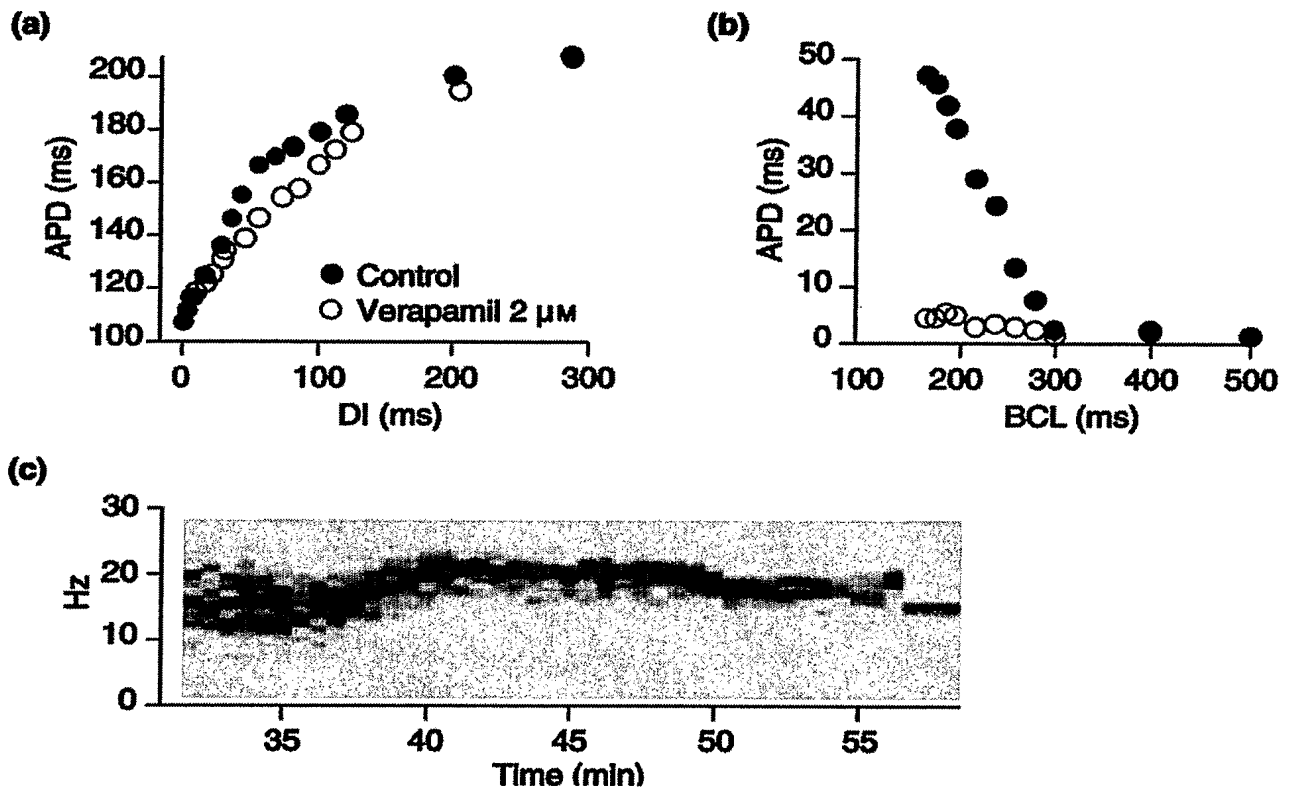 (a)
200
180
160
140
120
100
APD (ms)
Control
Verapamil 2 μM
0 100 200 300
DI (ms)
(b)
50
40
30
20
10
0
APD (ms)
100 200 300 400 500
BCL (ms)
(c)
30
20
10
0
Hz
35 40 45 50 55
Time (min)